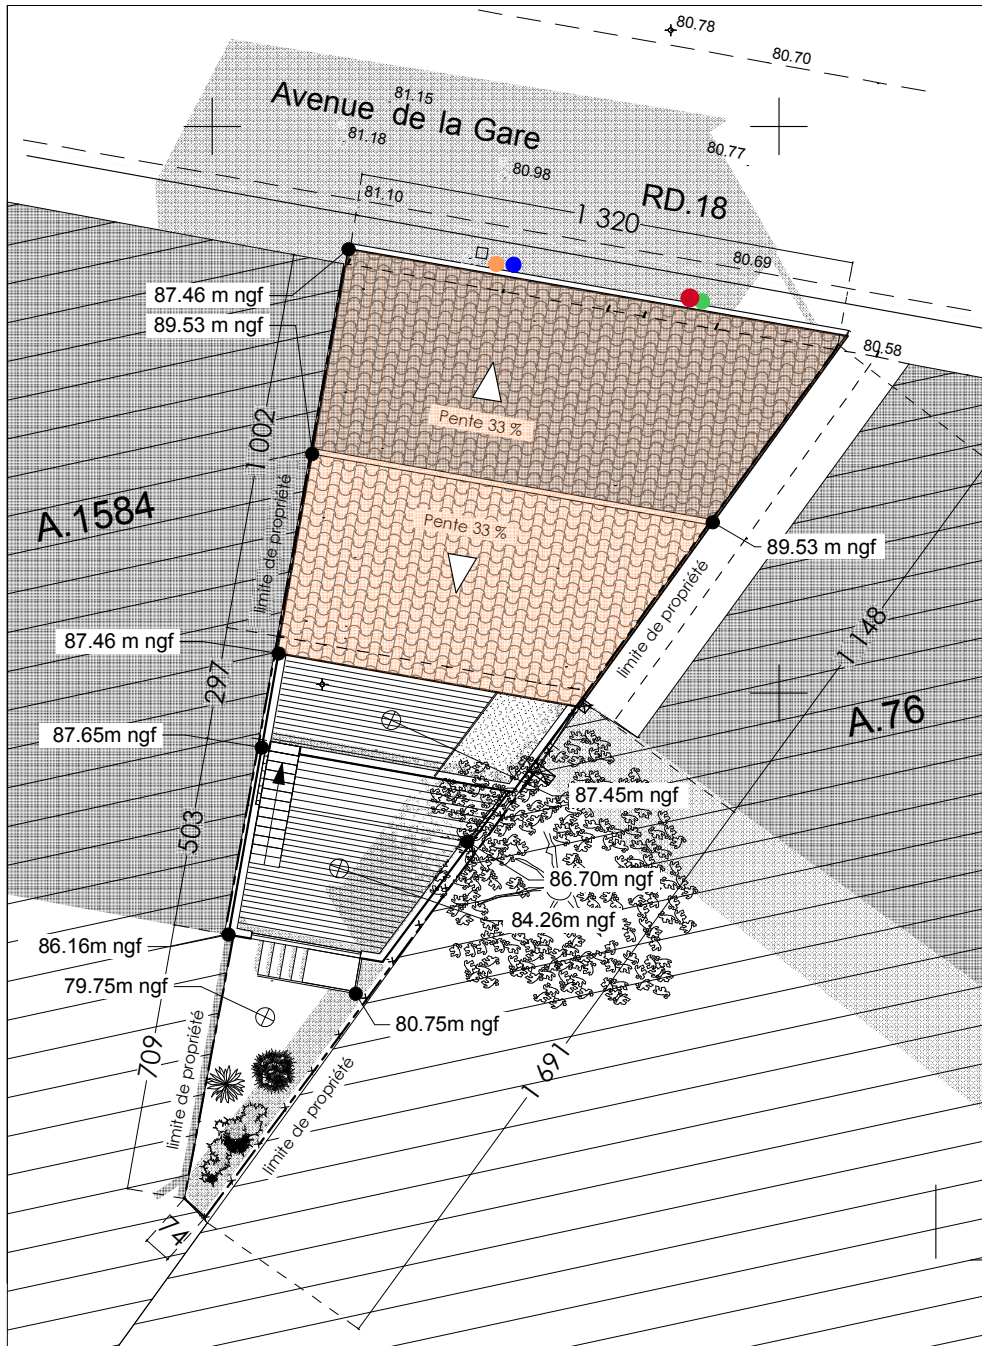 80.78
80.70
81.15
Avenue de la Gare
81.18
80.77
80.98
81.10
RD.18
1 320
80.69
87.46 m ngf
89.53 m ngf
80.58
Pente 33 %
1 002
limite de propriété
A.1584
Pente 33 %
89.53 m ngf
limite de propriété
1 148
87.46 m ngf
297
A.76
87.65m ngf
87.45m ngf
503
86.70m ngf
84.26m ngf
86.16m ngf
79.75m ngf
80.75m ngf
709
limite de propriété
limite de propriété
1 691
74